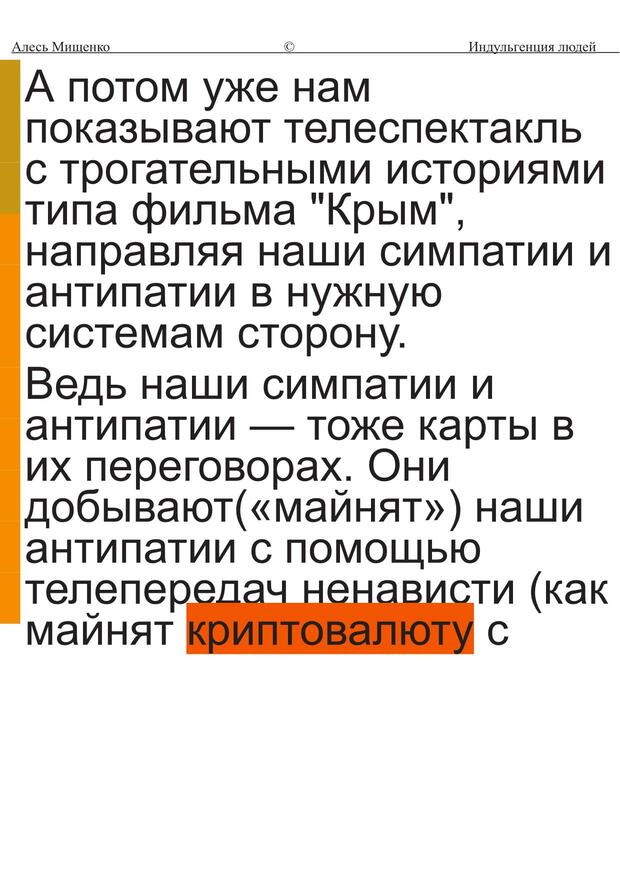 Алесь Мищенко © Индульгенция людей
А потом уже нам
показывают телеспектакль
с трогательными историями
типа фильма "Крым",
направляя наши симпатии и
антипатии в нужную
системам сторону.
Ведь наши симпатии и
антипатии — тоже карты в
их переговорах. Они
добывают(«майнят») наши
антипатии с помощью
телепередач ненависти (как
майнят криптовалюту с